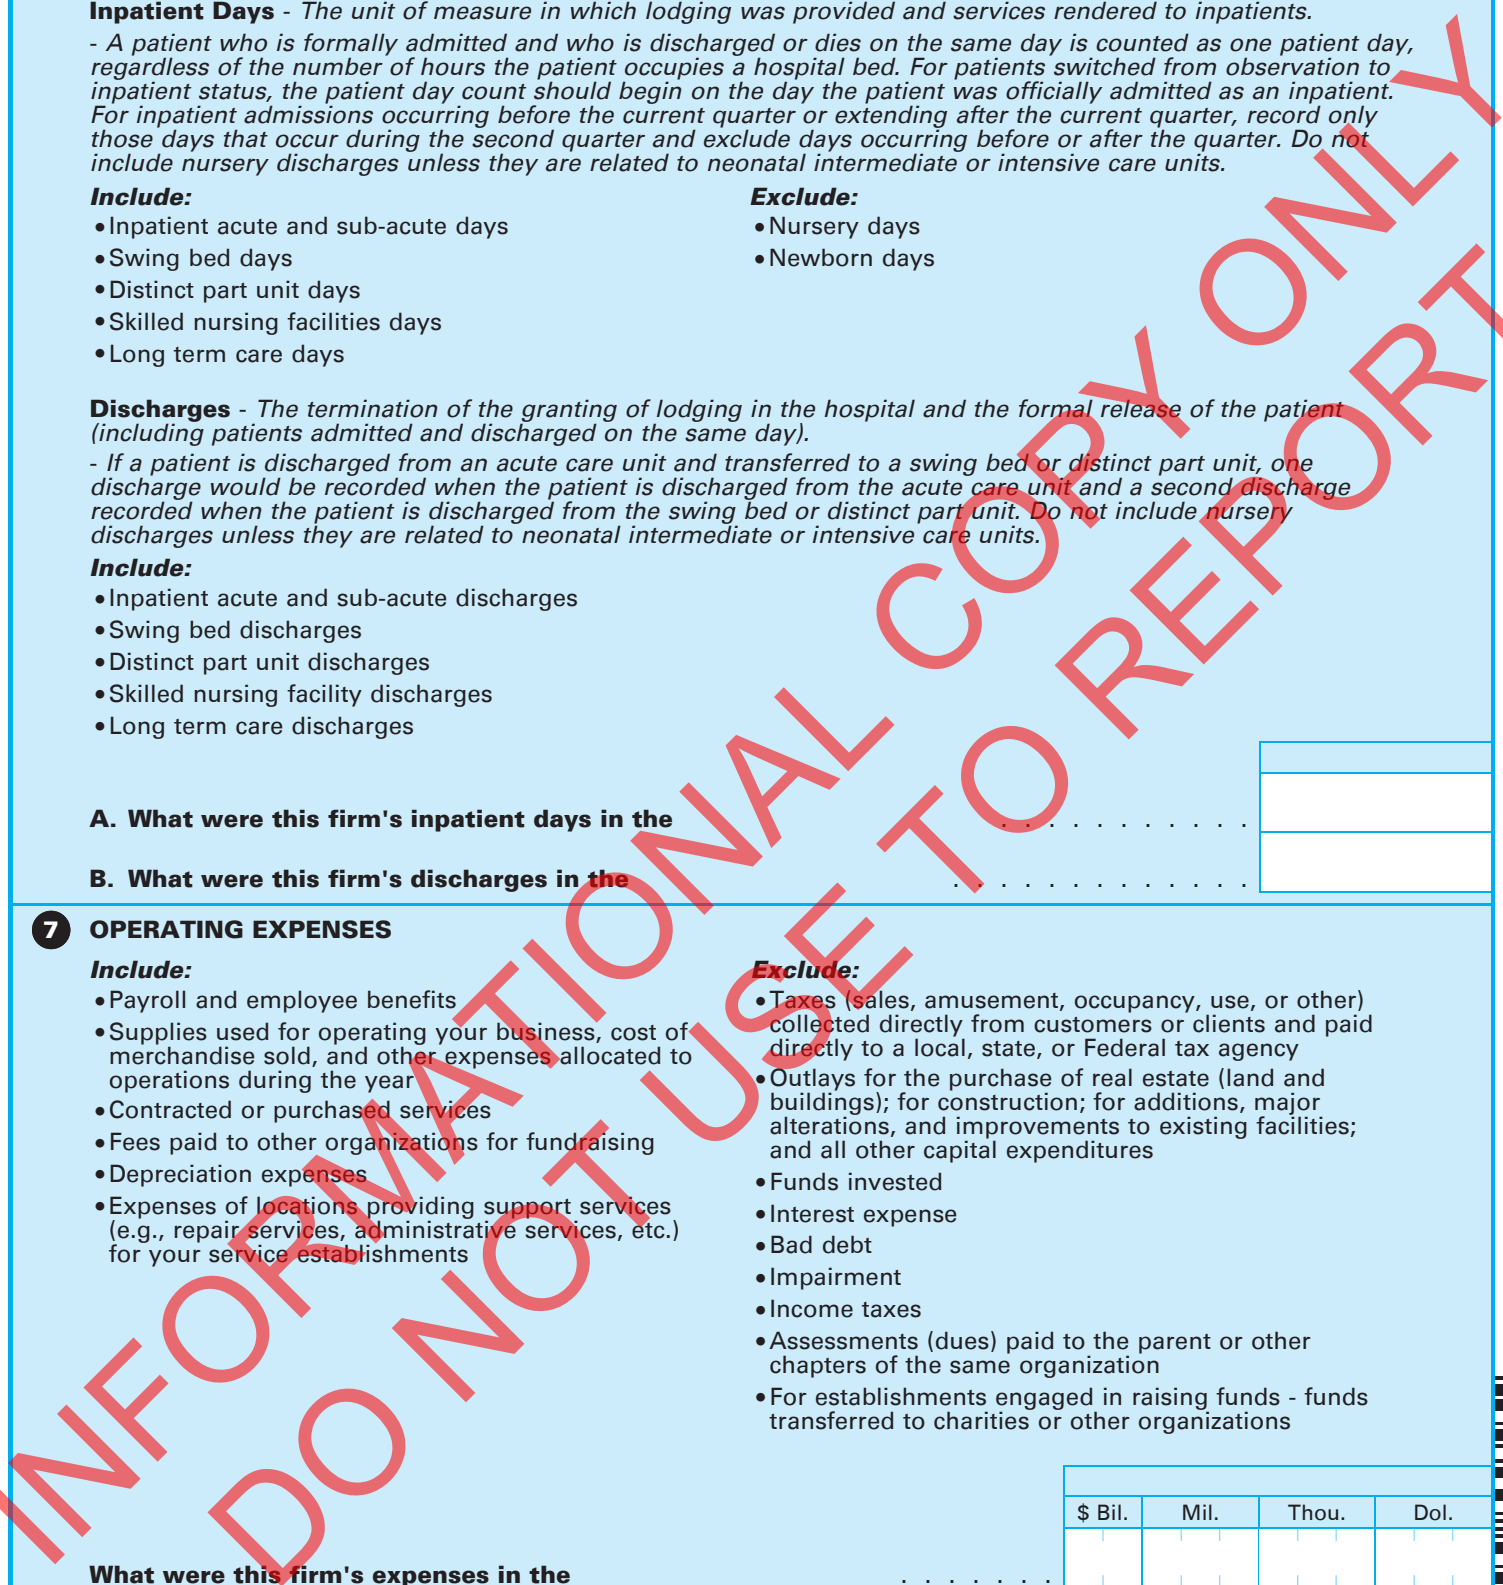 Inpatient Days - The unit of measure in which lodging was provided and services rendered to inpatients.
- A patient who is formally admitted and who is discharged or dies on the same day is counted as one patient day,
regardless of the number of hours the patient occupies a hospital bed. For patients switched from observation to
inpatient status, the patient day count should begin on the day the patient was officially admitted as an inpatient.
For inpatient admissions occurring before the current quarter or extending after the current quarter, record only
those days that occur during the second quarter and exclude days occurring before or after the quarter. Do not
include nursery discharges unless they are related to neonatal intermediate or intensive care units.
Include:
• Inpatient acute and sub-acute days
• Swing bed days
• Distinct part unit days
• Skilled nursing facilities days
• Long term care days
Exclude:
• Nursery days
• Newborn days
Discharges - The termination of the granting of lodging in the hospital and the formal release of the patient
(including patients admitted and discharged on the same day).
- If a patient is discharged from an acute care unit and transferred to a swing bed or distinct part unit, one
discharge would be recorded when the patient is discharged from the acute care unit and a second discharge
recorded when the patient is discharged from the swing bed or distinct part unit. Do not include nursery
discharges unless they are related to neonatal intermediate or intensive care units.
Include:
• Inpatient acute and sub-acute discharges
• Swing bed discharges
• Distinct part unit discharges
• Skilled nursing facility discharges
• Long term care discharges
A. What were this firm's inpatient days in the . . . . . . . . . . .
B. What were this firm's discharges in the . . . . . . . . . . . . .
7 OPERATING EXPENSES
Include:
• Payroll and employee benefits
• Supplies used for operating your business, cost of
merchandise sold, and other expenses allocated to
operations during the year
• Contracted or purchased services
• Fees paid to other organizations for fundraising
• Depreciation expenses
• Expenses of locations providing support services
(e.g., repair services, administrative services, etc.)
for your service establishments
Exclude:
• Taxes (sales, amusement, occupancy, use, or other)
collected directly from customers or clients and paid
directly to a local, state, or Federal tax agency
• Outlays for the purchase of real estate (land and
buildings); for construction; for additions, major
alterations, and improvements to existing facilities;
and all other capital expenditures
• Funds invested
• Interest expense
• Bad debt
• Impairment
• Income taxes
• Assessments (dues) paid to the parent or other
chapters of the same organization
• For establishments engaged in raising funds - funds
transferred to charities or other organizations
$ Bil. Mil. Thou. Dol.
What were this firm's expenses in the . . . . . . .
INFORMATIONAL COPY ONLY
DO NOT USE TO REPORT